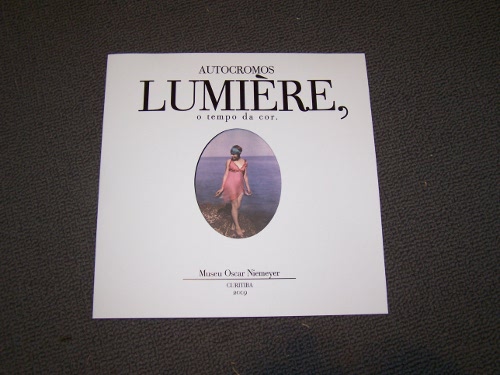 AUTOCROMOS
LUMIÈRE,
o tempo da cor.
Museu Oscar Niemeyer
CURITIBA
2009